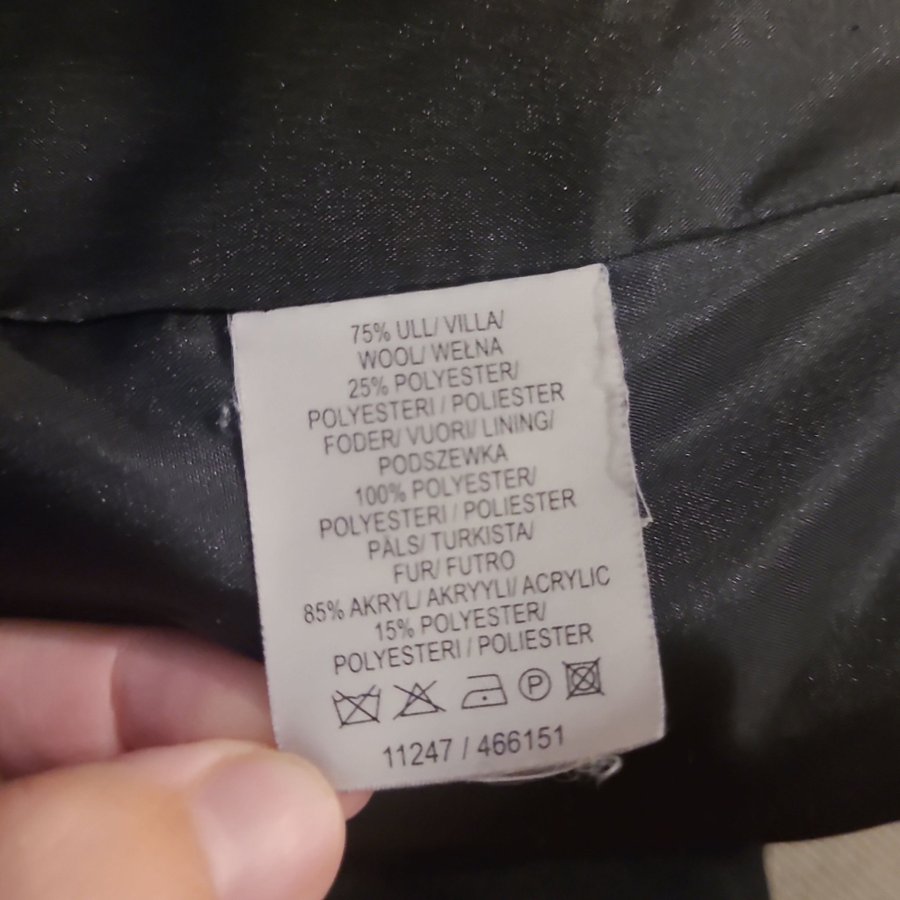 75% ULL/ VILLA/
WOOL/ WEŁNA
25% POLYESTER/
POLYESTERI / POLIESTER
FODER/ VUORI/ LINING/
PODSZEWKA
100% POLYESTER/
POLYESTERI / POLIESTER
PÄLS/ TURKISTA/
FUR/ FUTRO
85% AKRYL/ AKRYYLI/ ACRYLIC
15% POLYESTER/
POLYESTERI / POLIESTER
P
11247 / 466151